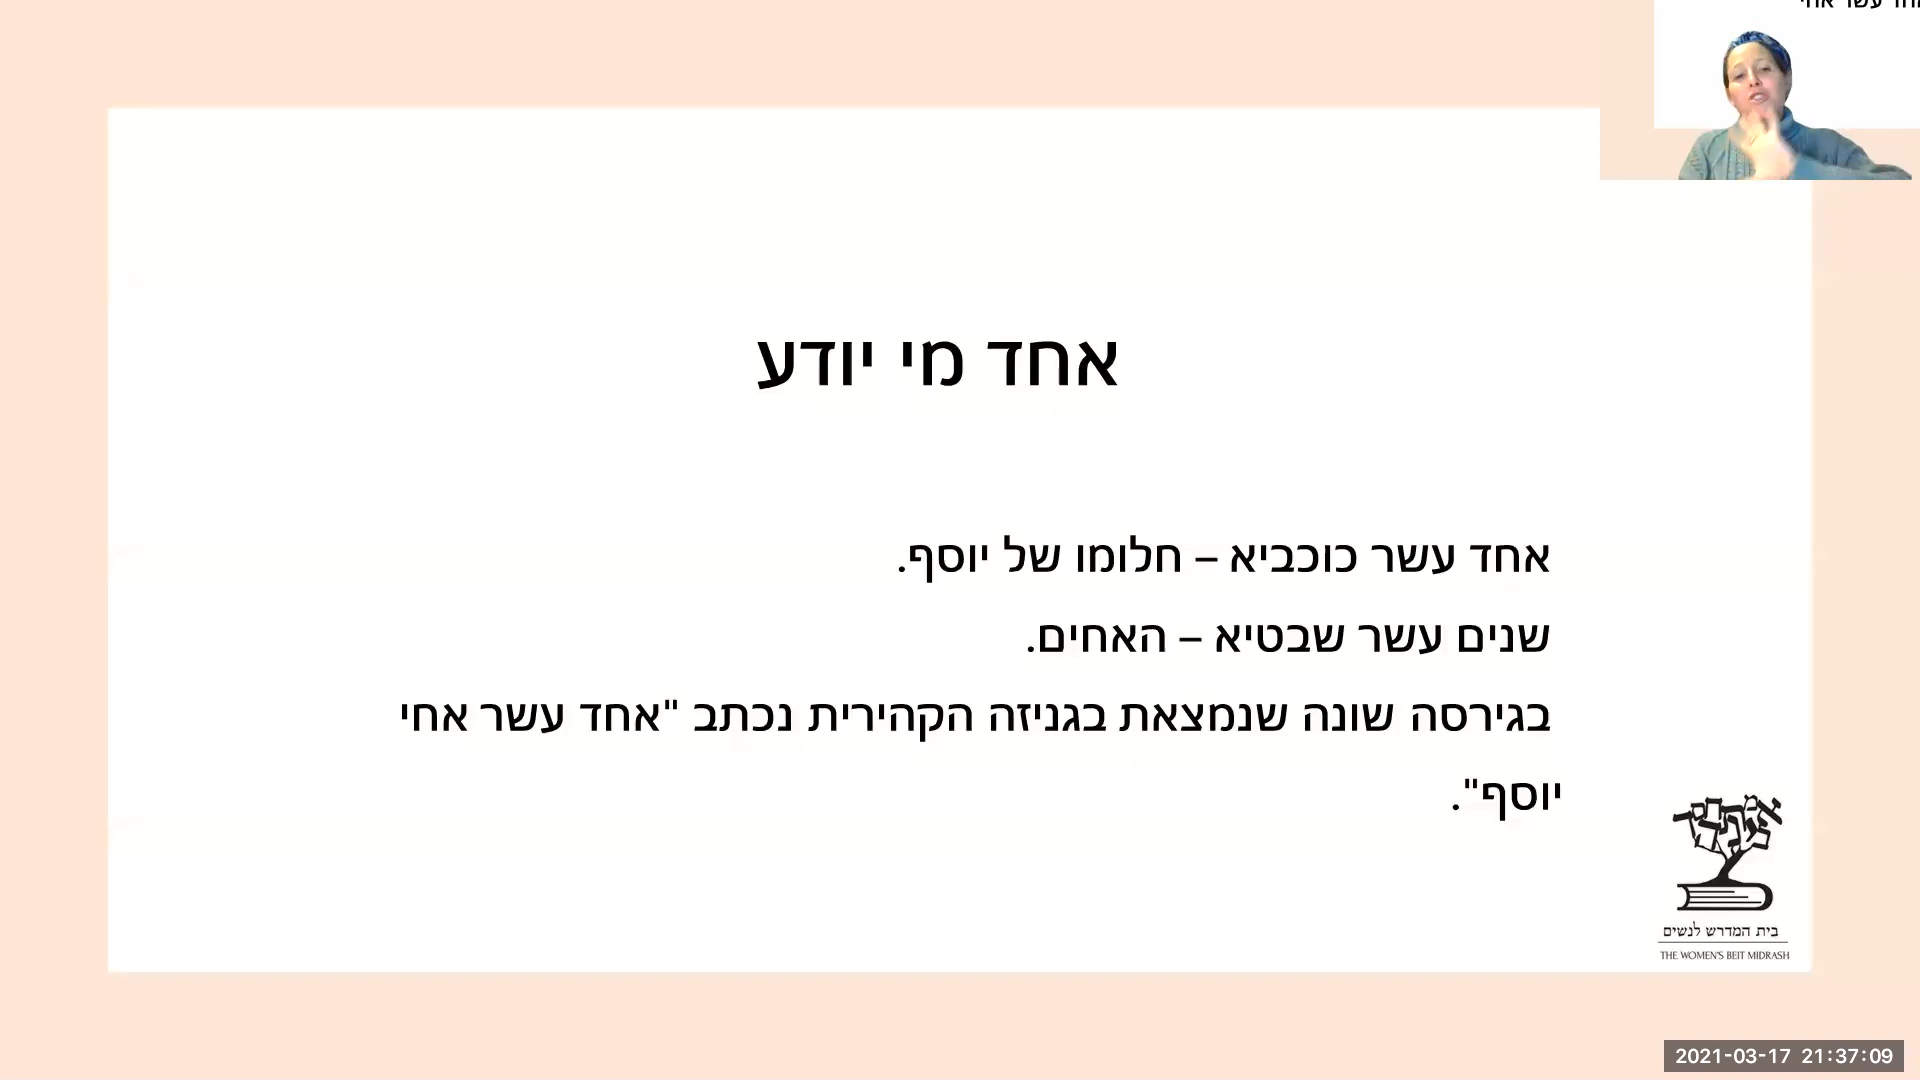 אחד מי יודע
אחד עשר כוכביא – חלומו של יוסף.
שנים עשר שבטיא – האחים.
בגירסה שונה שנמצאת בגניזה הקהירית נכתב "אחד עשר אחי
יוסף".
בית המדרש לנשים
THE WOMEN'S BEIT MIDRASH
2021-03-17 21:37:09